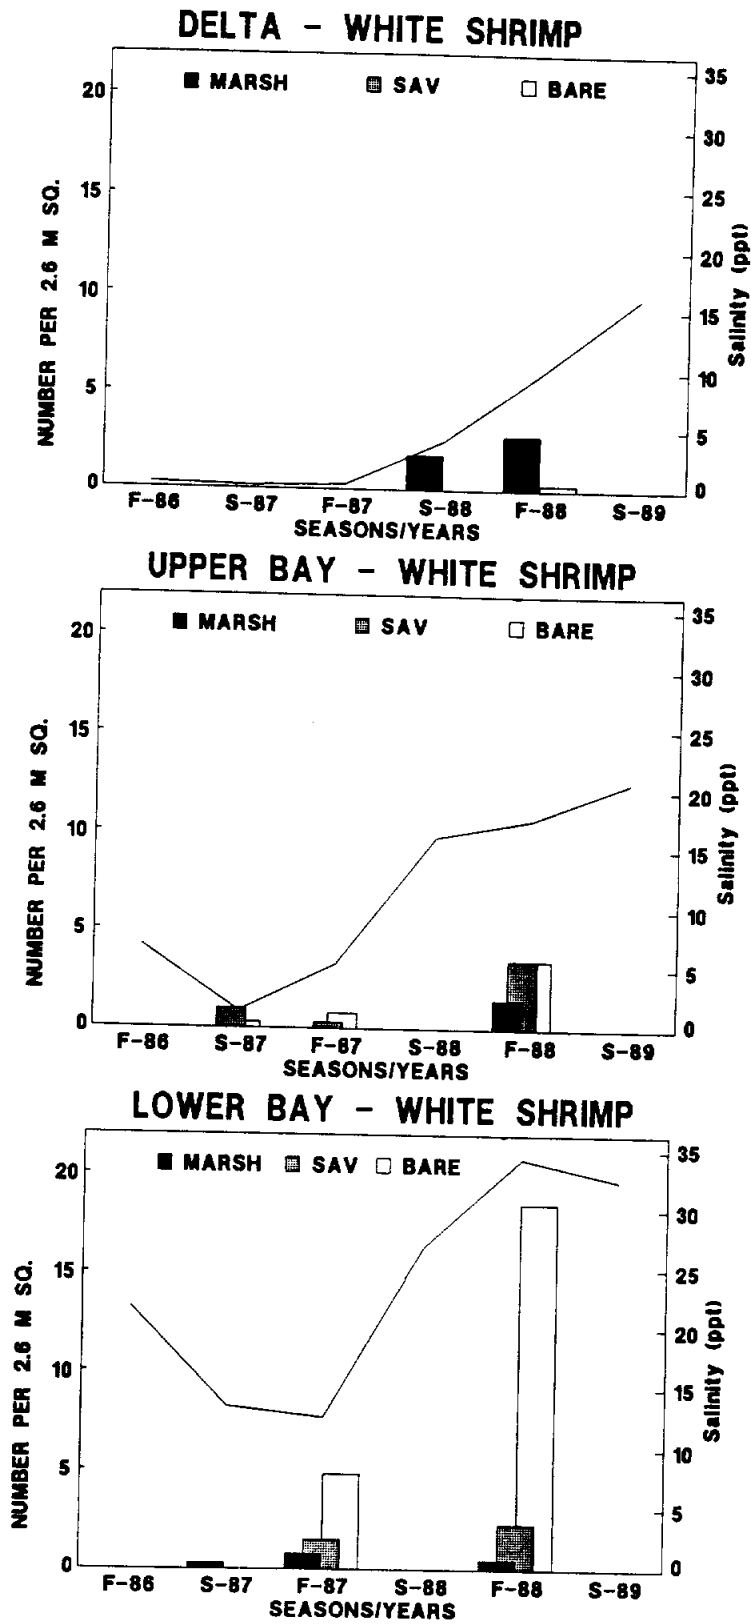 DELTA - WHITE SHRIMP
MARSH SAV BARE
20
15
10
5
0
NUMBER PER 2.6 M SQ.
35
30
25
20
15
10
5
0
Salinity (ppt)
F-86 S-87 F-87 S-88 F-88 S-89
SEASONS/YEARS
UPPER BAY - WHITE SHRIMP
MARSH SAV BARE
20
15
10
5
0
NUMBER PER 2.6 M SQ.
35
30
25
20
15
10
5
0
Salinity (ppt)
F-86 S-87 F-87 S-88 F-88 S-89
SEASONS/YEARS
LOWER BAY - WHITE SHRIMP
MARSH SAV BARE
20
15
10
5
0
NUMBER PER 2.6 M SQ.
35
30
25
20
15
10
5
0
Salinity (ppt)
F-86 S-87 F-87 S-88 F-88 S-89
SEASONS/YEARS